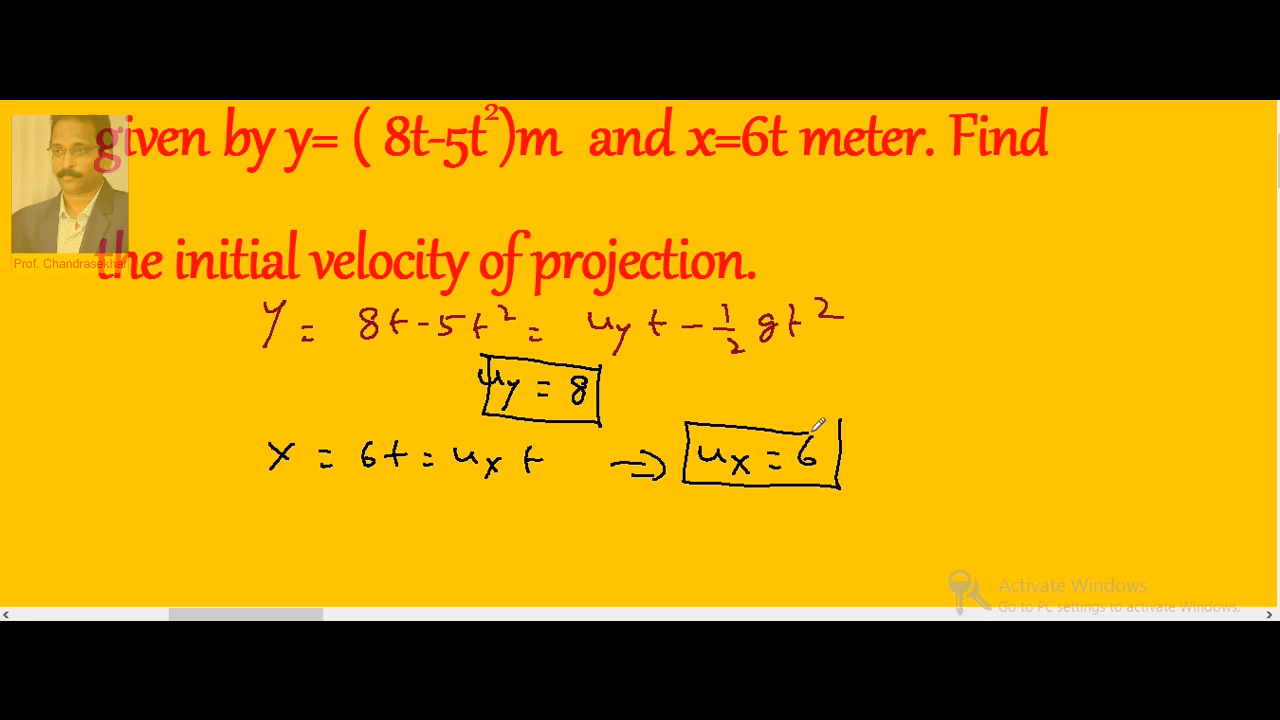 given by y= ( 8t-5t²)m and x=6t meter. Find
Prof. Chandrasekhar
the initial velocity of projection.
y = 8t - 5t² = uy t - 1/2 gt²
uy = 8
x = 6t = ux t ⇒ ux = 6
Activate Windows
Go to PC settings to activate Windows.